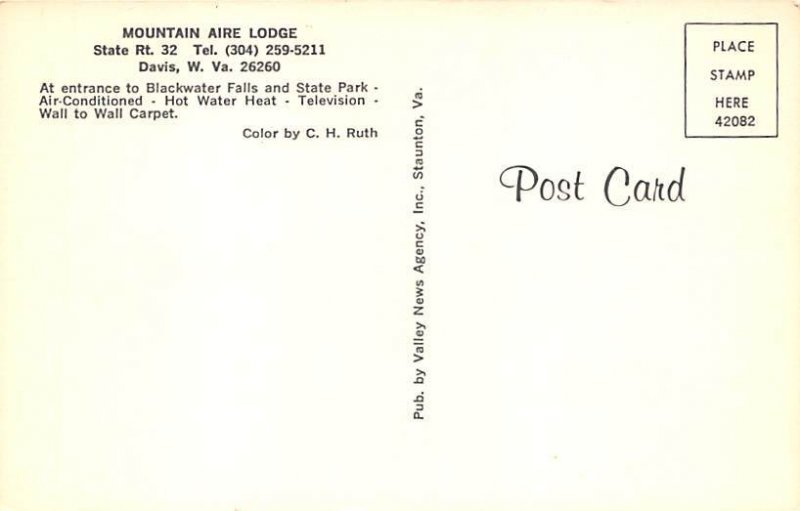 MOUNTAIN AIRE LODGE
State Rt. 32 Tel. (304) 259-5211
Davis, W. Va. 26260
At entrance to Blackwater Falls and State Park -
Air-Conditioned - Hot Water Heat - Television -
Wall to Wall Carpet.
Color by C. H. Ruth
Pub. by Valley News Agency, Inc., Staunton, Va.
PLACE
STAMP
HERE
42082
Post Card